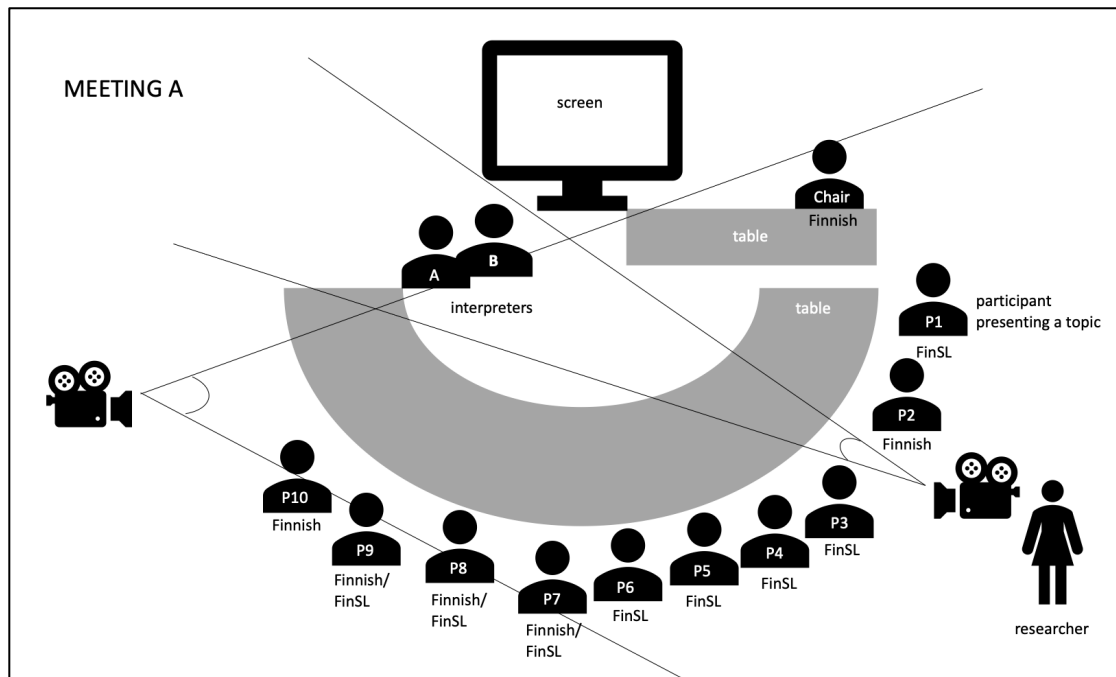 MEETING A
screen
Chair
Finnish
table
A
B
interpreters
table
P1
participant
presenting a topic
FinSL
P2
Finnish
P3
FinSL
P4
FinSL
P5
FinSL
P6
FinSL
P7
Finnish/
FinSL
P8
Finnish/
FinSL
P9
Finnish/
FinSL
P10
Finnish
researcher